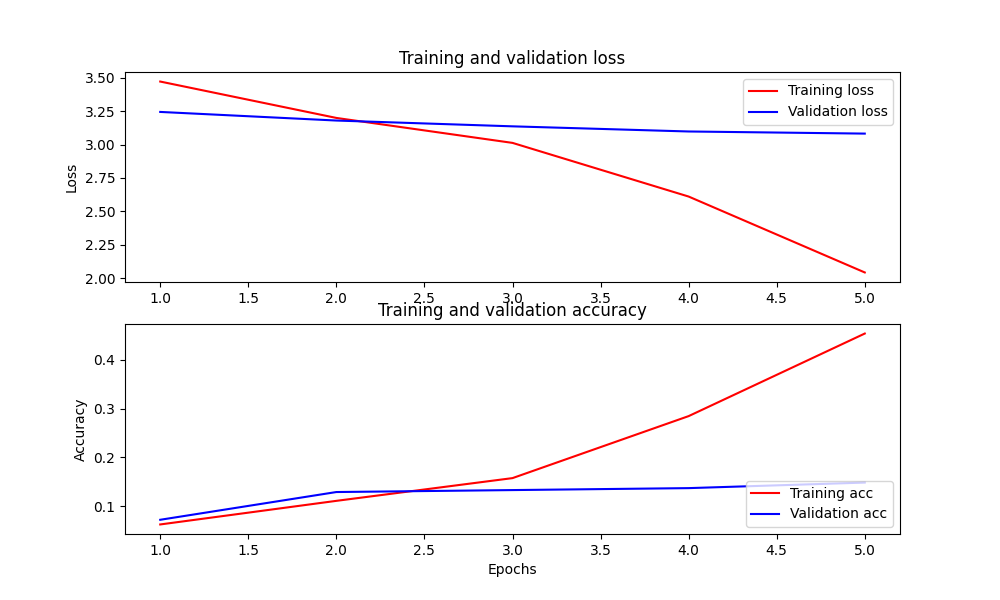 Training and validation loss
3.50
3.25
3.00
2.75
2.50
2.25
2.00
Loss
Training loss
Validation loss
1.0 1.5 2.0 2.5 3.0 3.5 4.0 4.5 5.0
Training and validation accuracy
0.4
0.3
0.2
0.1
Accuracy
Training acc
Validation acc
1.0 1.5 2.0 2.5 3.0 3.5 4.0 4.5 5.0
Epochs